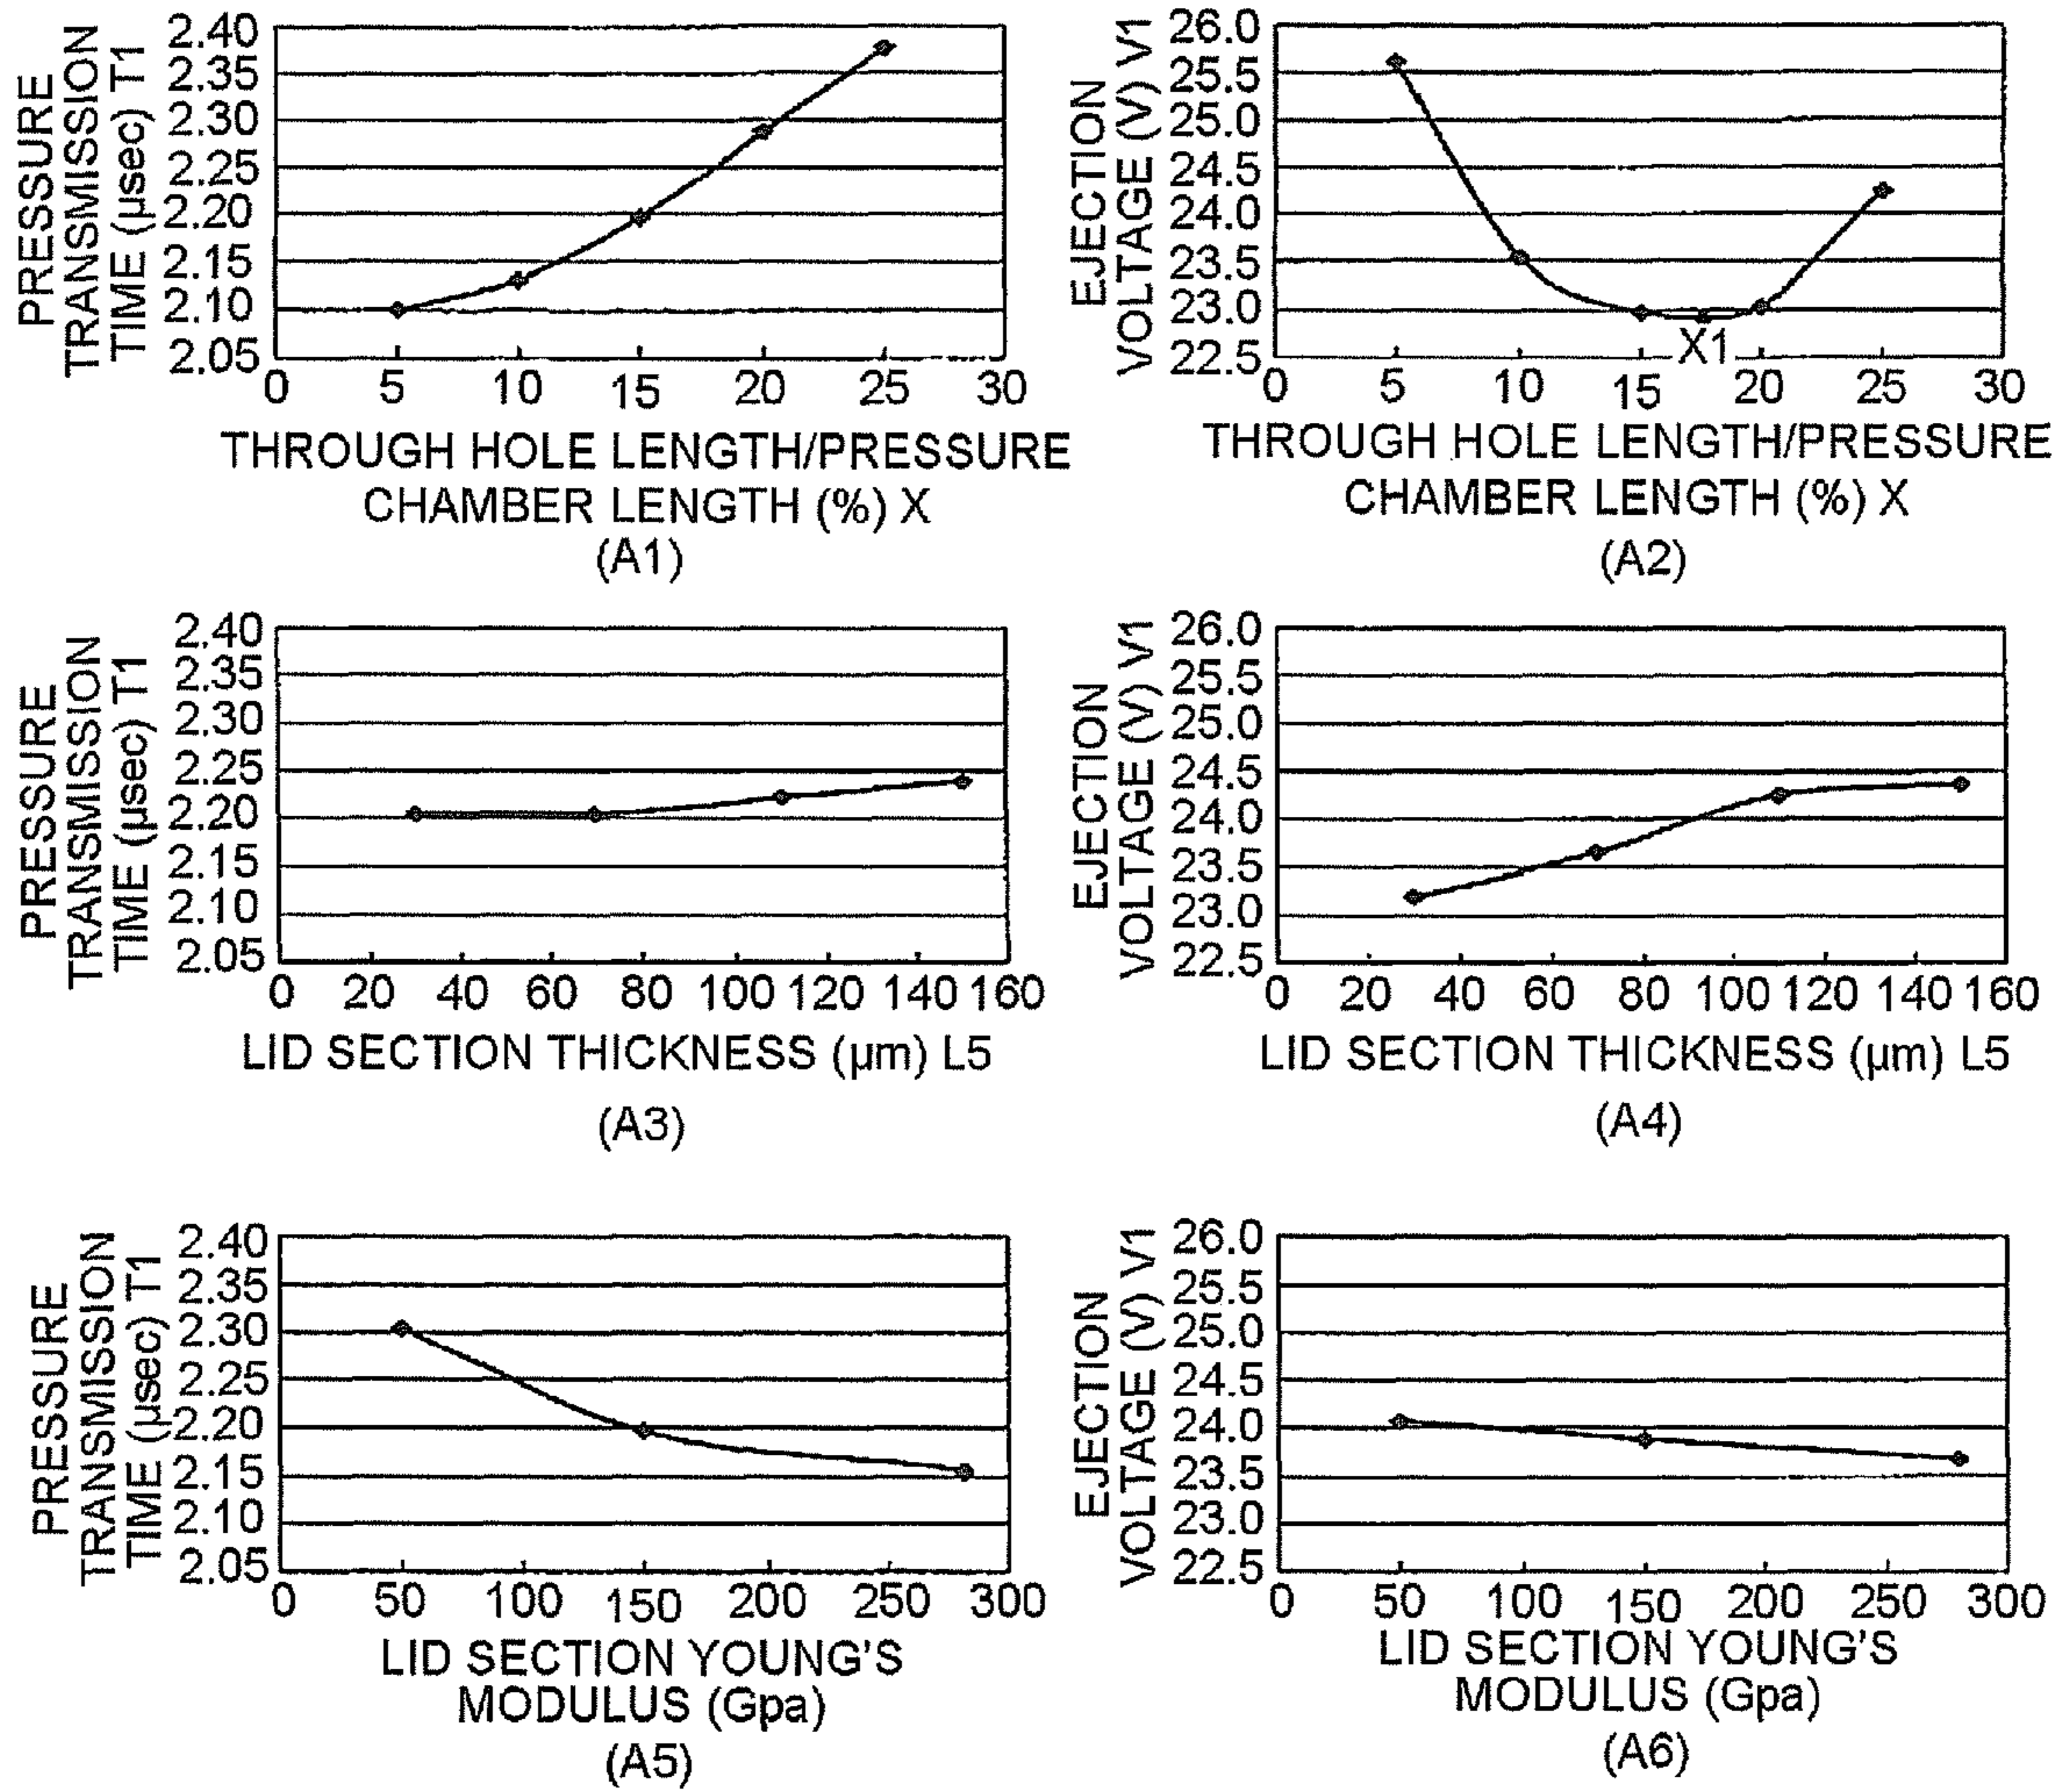 PRESSURE
TRANSMISSION
TIME (µsec) T1
2.40
2.35
2.30
2.25
2.20
2.15
2.10
2.05
0 5 10 15 20 25 30
THROUGH HOLE LENGTH/PRESSURE
CHAMBER LENGTH (%) X
(A1)
EJECTION
VOLTAGE (V) V1
26.0
25.5
25.0
24.5
24.0
23.5
23.0
22.5
X1
0 5 10 15 20 25 30
THROUGH HOLE LENGTH/PRESSURE
CHAMBER LENGTH (%) X
(A2)
PRESSURE
TRANSMISSION
TIME (µsec) T1
2.40
2.35
2.30
2.25
2.20
2.15
2.10
2.05
0 20 40 60 80 100 120 140 160
LID SECTION THICKNESS (µm) L5
(A3)
EJECTION
VOLTAGE (V) V1
26.0
25.5
25.0
24.5
24.0
23.5
23.0
22.5
0 20 40 60 80 100 120 140 160
LID SECTION THICKNESS (µm) L5
(A4)
PRESSURE
TRANSMISSION
TIME (µsec) T1
2.40
2.35
2.30
2.25
2.20
2.15
2.10
2.05
0 50 100 150 200 250 300
LID SECTION YOUNG'S
MODULUS (Gpa)
(A5)
EJECTION
VOLTAGE (V) V1
26.0
25.5
25.0
24.5
24.0
23.5
23.0
22.5
0 50 100 150 200 250 300
LID SECTION YOUNG'S
MODULUS (Gpa)
(A6)